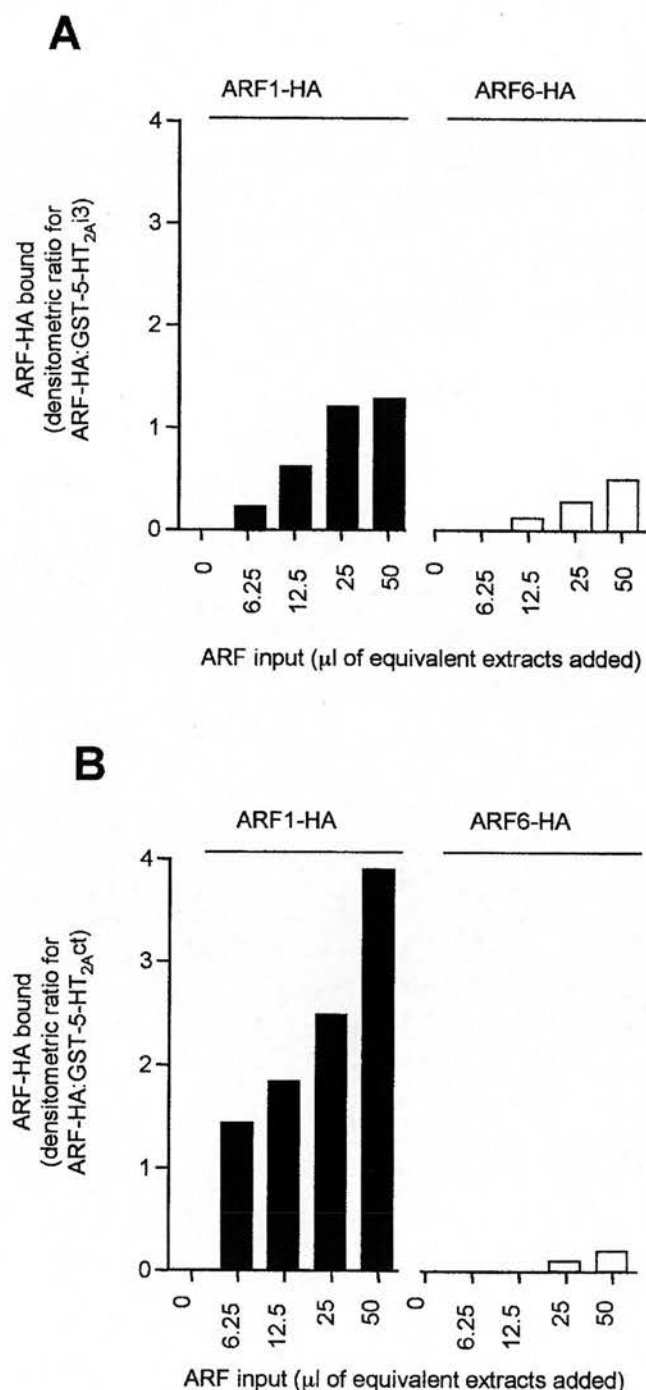 A
ARF1-HA
ARF6-HA
ARF-HA bound
(densitometric ratio for
ARF-HA:GST-5-HT2Ai3)
4
3
2
1
0
0
6.25
12.5
25
50
0
6.25
12.5
25
50
ARF input (µl of equivalent extracts added)
B
ARF1-HA
ARF6-HA
ARF-HA bound
(densitometric ratio for
ARF-HA:GST-5-HT2Act)
4
3
2
1
0
0
6.25
12.5
25
50
0
6.25
12.5
25
50
ARF input (µl of equivalent extracts added)